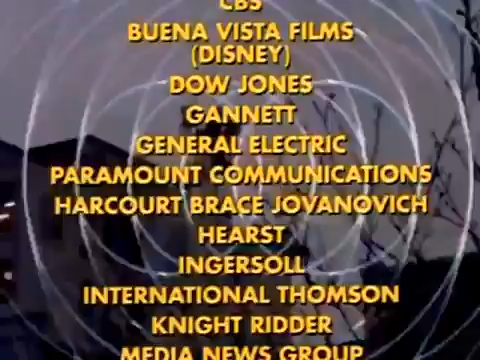 CBS
BUENA VISTA FILMS
(DISNEY)
DOW JONES
GANNETT
GENERAL ELECTRIC
PARAMOUNT COMMUNICATIONS
HARCOURT BRACE JOVANOVICH
HEARST
INGERSOLL
INTERNATIONAL THOMSON
KNIGHT RIDDER
MEDIA NEWS GROUP